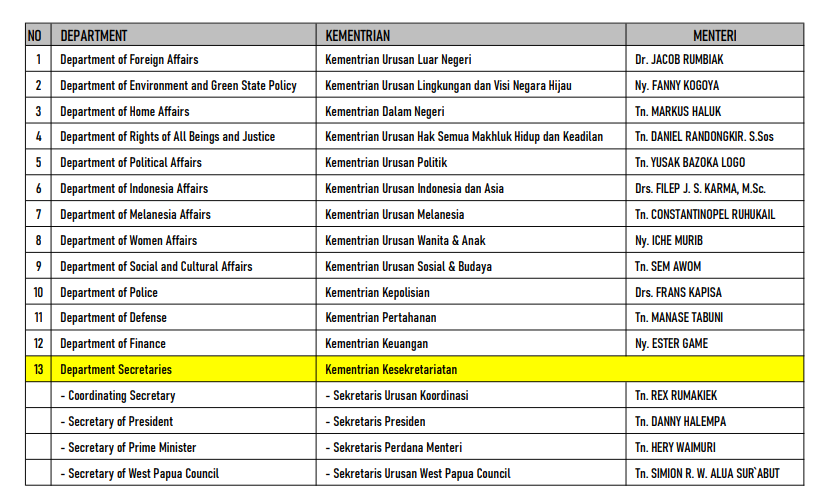 NO DEPARTMENT KEMENTRIAN MENTERI
1 Department of Foreign Affairs Kementrian Urusan Luar Negeri Dr. JACOB RUMBIAK
2 Department of Environment and Green State Policy Kementrian Urusan Lingkungan dan Visi Negara Hijau Ny. FANNY KOGOYA
3 Department of Home Affairs Kementrian Dalam Negeri Tn. MARKUS HALUK
4 Department of Rights of All Beings and Justice Kementrian Urusan Hak Semua Makhluk Hidup dan Keadilan Tn. DANIEL RANDONGKIR. S.Sos
5 Department of Political Affairs Kementrian Urusan Politik Tn. YUSAK BAZOKA LOGO
6 Department of Indonesia Affairs Kementrian Urusan Indonesia dan Asia Drs. FILEP J. S. KARMA, M.Sc.
7 Department of Melanesia Affairs Kementrian Urusan Melanesia Tn. CONSTANTINOPEL RUHUKAIL
8 Department of Women Affairs Kementrian Urusan Wanita & Anak Ny. ICHE MURIB
9 Department of Social and Cultural Affairs Kementrian Urusan Sosial & Budaya Tn. SEM AWOM
10 Department of Police Kementrian Kepolisian Drs. FRANS KAPISA
11 Department of Defense Kementrian Pertahanan Tn. MANASE TABUNI
12 Department of Finance Kementrian Keuangan Ny. ESTER GAME
13 Department Secretaries Kementrian Kesekretariatan
- Coordinating Secretary - Sekretaris Urusan Koordinasi Tn. REX RUMAKIEK
- Secretary of President - Sekretaris Presiden Tn. DANNY HALEMPA
- Secretary of Prime Minister - Sekretaris Perdana Menteri Tn. HERY WAIMURI
- Secretary of West Papua Council - Sekretaris Urusan West Papua Council Tn. SIMION R. W. ALUA SUR`ABUT